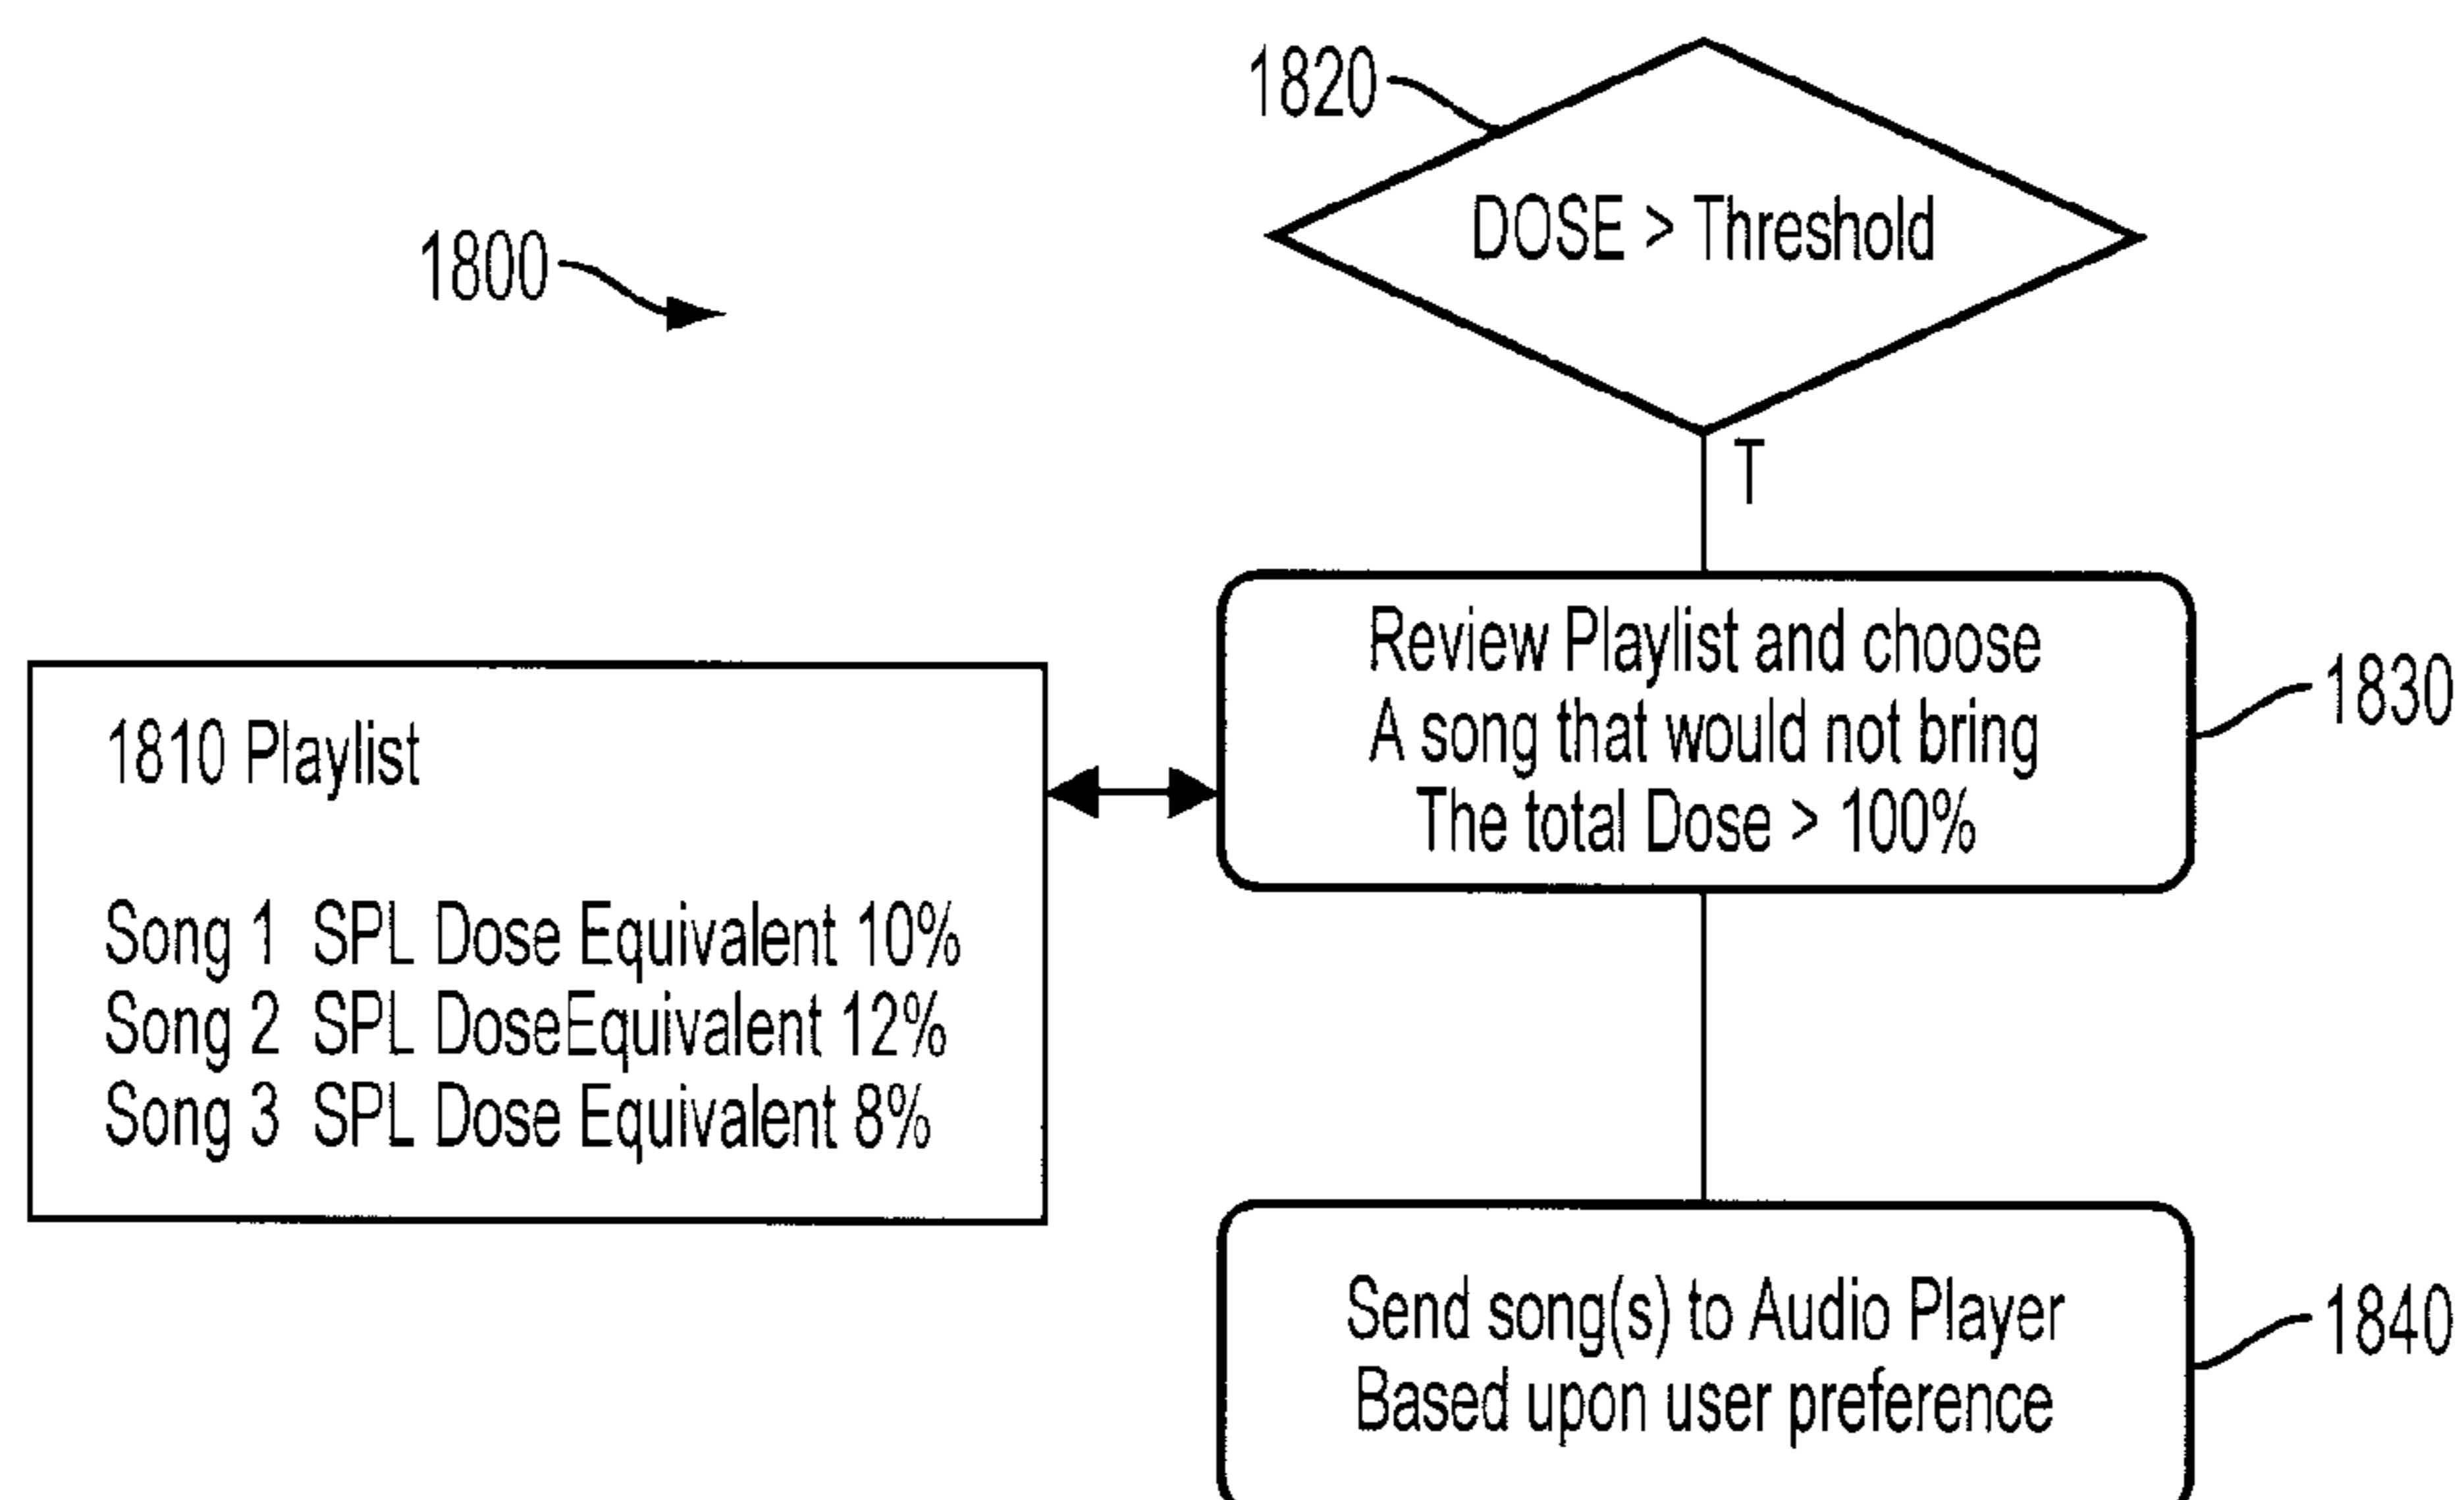 1820
DOSE > Threshold
1800
T
Review Playlist and choose
A song that would not bring
The total Dose > 100%
1830
1810 Playlist
Song 1 SPL Dose Equivalent 10%
Song 2 SPL DoseEquivalent 12%
Song 3 SPL Dose Equivalent 8%
Send song(s) to Audio Player
Based upon user preference
1840